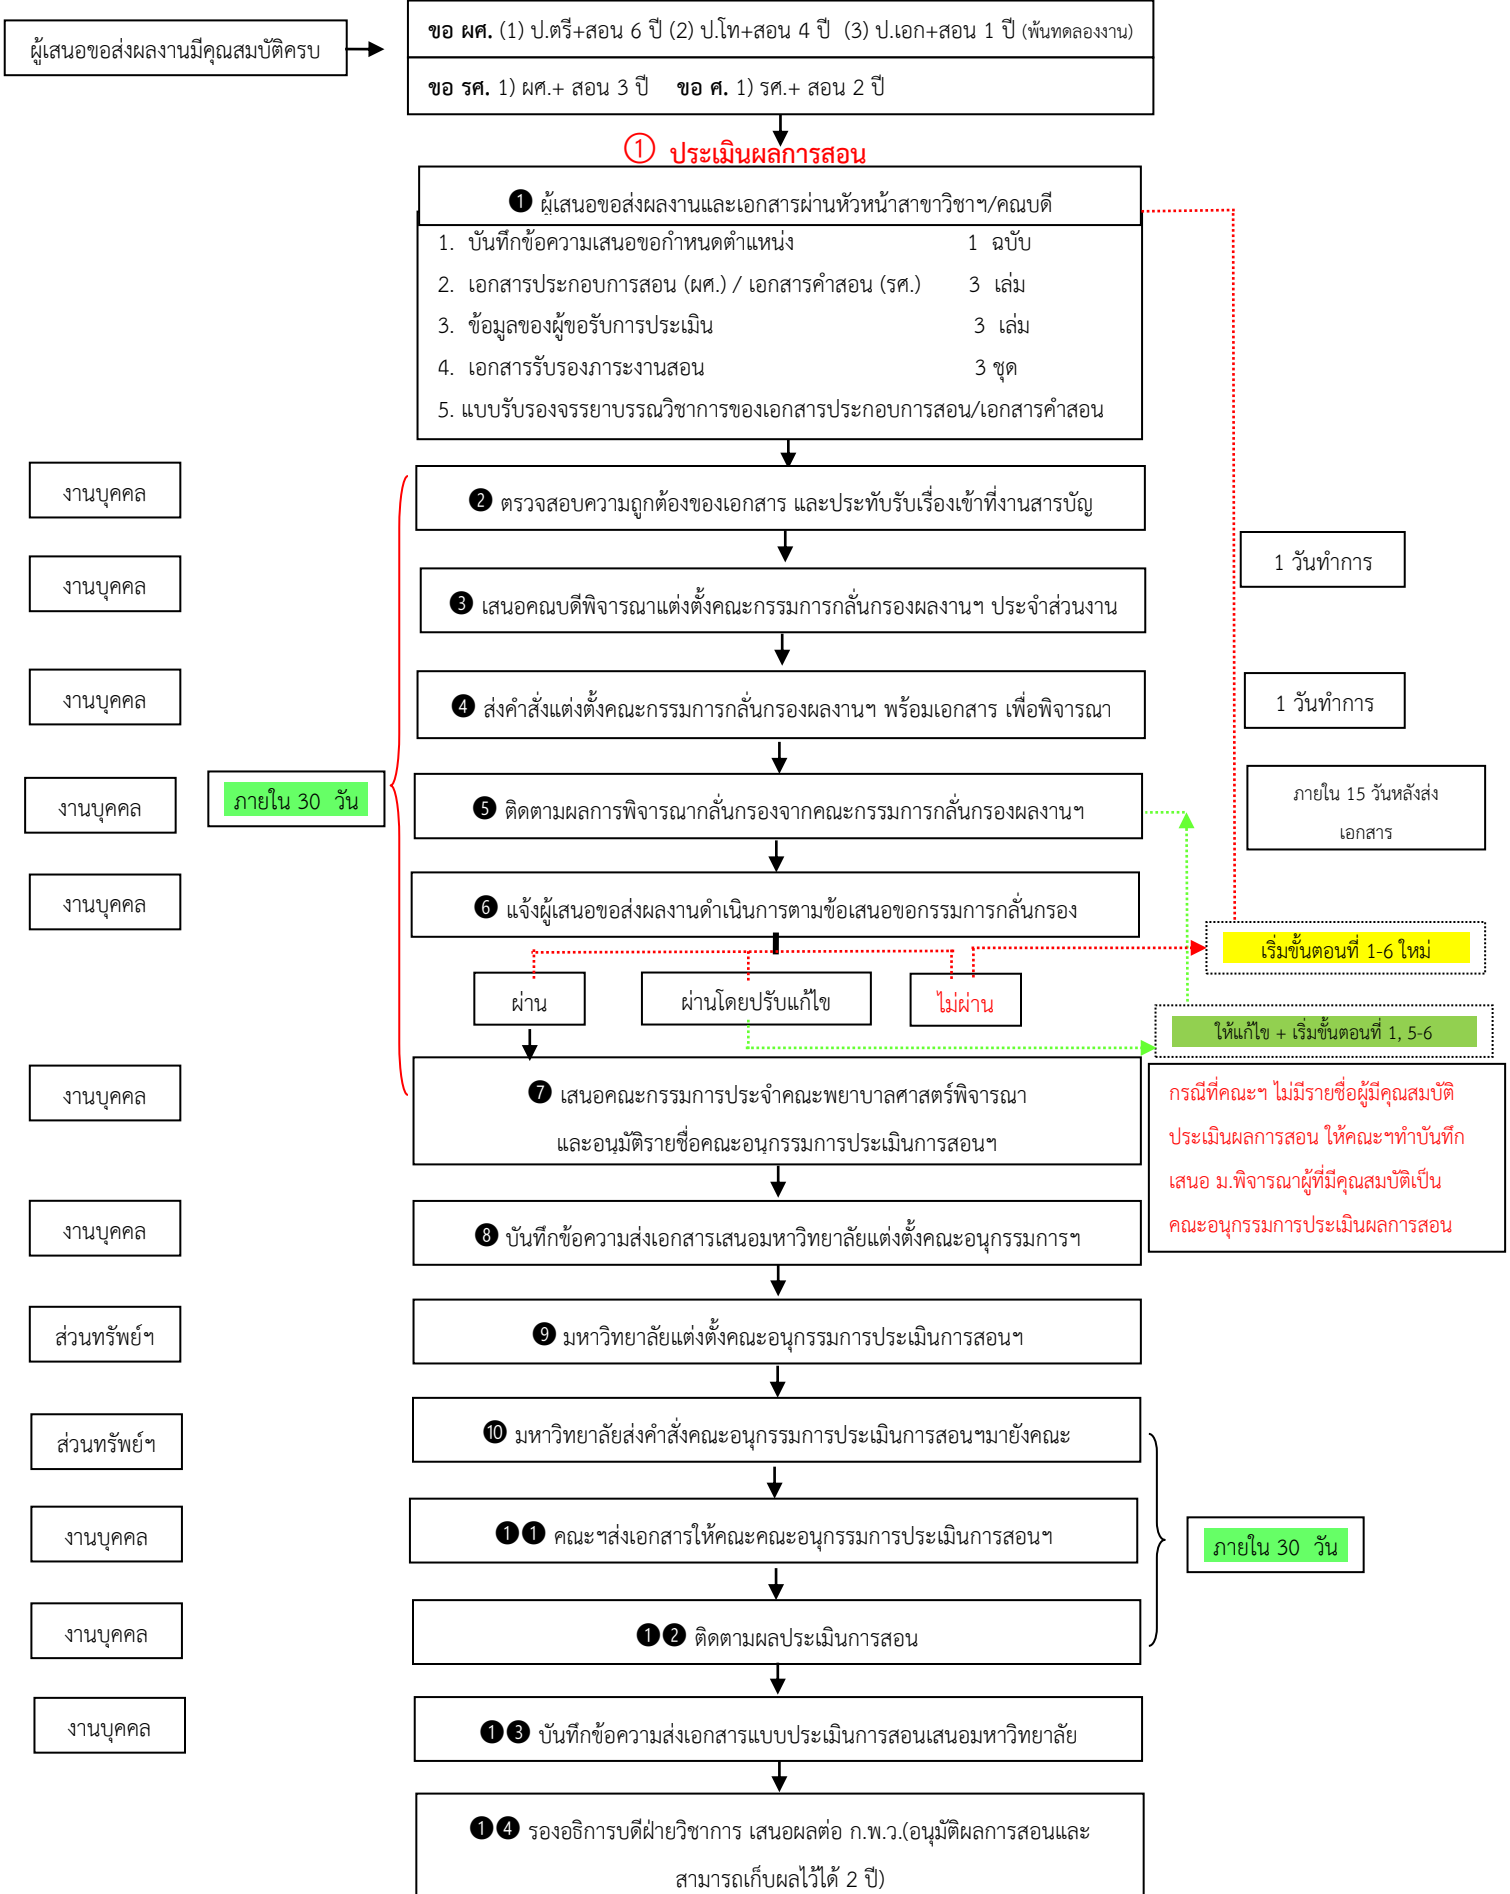 ผู้เสนอขอส่งผลงานมีคุณสมบัติครบ
ขอ ผศ. (1) ป.ตรี+สอน 6 ปี (2) ป.โท+สอน 4 ปี (3) ป.เอก+สอน 1 ปี (พ้นทดลองงาน)
ขอ รศ. 1) ผศ.+ สอน 3 ปี ขอ ศ. 1) รศ.+ สอน 2 ปี
① ประเมินผลการสอน
❶ ผู้เสนอขอส่งผลงานและเอกสารผ่านหัวหน้าสาขาวิชาฯ/คณบดี
1. บันทึกข้อความเสนอขอกำหนดตำแหน่ง 1 ฉบับ
2. เอกสารประกอบการสอน (ผศ.) / เอกสารคำสอน (รศ.) 3 เล่ม
3. ข้อมูลของผู้ขอรับการประเมิน 3 เล่ม
4. เอกสารรับรองภาระงานสอน 3 ชุด
5. แบบรับรองจรรยาบรรณวิชาการของเอกสารประกอบการสอน/เอกสารคำสอน
งานบุคคล
❷ ตรวจสอบความถูกต้องของเอกสาร และประทับรับเรื่องเข้าที่งานสารบัญ
งานบุคคล
❸ เสนอคณบดีพิจารณาแต่งตั้งคณะกรรมการกลั่นกรองผลงานฯ ประจำส่วนงาน
1 วันทำการ
งานบุคคล
❹ ส่งคำสั่งแต่งตั้งคณะกรรมการกลั่นกรองผลงานฯ พร้อมเอกสาร เพื่อพิจารณา
1 วันทำการ
งานบุคคล
ภายใน 30 วัน
❺ ติดตามผลการพิจารณากลั่นกรองจากคณะกรรมการกลั่นกรองผลงานฯ
ภายใน 15 วันหลังส่ง
เอกสาร
งานบุคคล
❻ แจ้งผู้เสนอขอส่งผลงานดำเนินการตามข้อเสนอขอกรรมการกลั่นกรอง
เริ่มขั้นตอนที่ 1-6 ใหม่
ผ่าน
ผ่านโดยปรับแก้ไข
ไม่ผ่าน
ให้แก้ไข + เริ่มขั้นตอนที่ 1, 5-6
งานบุคคล
❼ เสนอคณะกรรมการประจำคณะพยาบาลศาสตร์พิจารณา
และอนุมัติรายชื่อคณะอนุกรรมการประเมินการสอนฯ
กรณีที่คณะฯ ไม่มีรายชื่อผู้มีคุณสมบัติ
ประเมินผลการสอน ให้คณะฯทำบันทึก
เสนอ ม.พิจารณาผู้ที่มีคุณสมบัติเป็น
คณะอนุกรรมการประเมินผลการสอน
งานบุคคล
❽ บันทึกข้อความส่งเอกสารเสนอมหาวิทยาลัยแต่งตั้งคณะอนุกรรมการฯ
ส่วนทรัพย์ฯ
❾ มหาวิทยาลัยแต่งตั้งคณะอนุกรรมการประเมินการสอนฯ
ส่วนทรัพย์ฯ
❿ มหาวิทยาลัยส่งคำสั่งคณะอนุกรรมการประเมินการสอนฯมายังคณะ
งานบุคคล
❶❶ คณะฯส่งเอกสารให้คณะคณะอนุกรรมการประเมินการสอนฯ
ภายใน 30 วัน
งานบุคคล
❶❷ ติดตามผลประเมินการสอน
งานบุคคล
❶❸ บันทึกข้อความส่งเอกสารแบบประเมินการสอนเสนอมหาวิทยาลัย
❶❹ รองอธิการบดีฝ่ายวิชาการ เสนอผลต่อ ก.พ.ว.(อนุมัติผลการสอนและ
สามารถเก็บผลไว้ได้ 2 ปี)